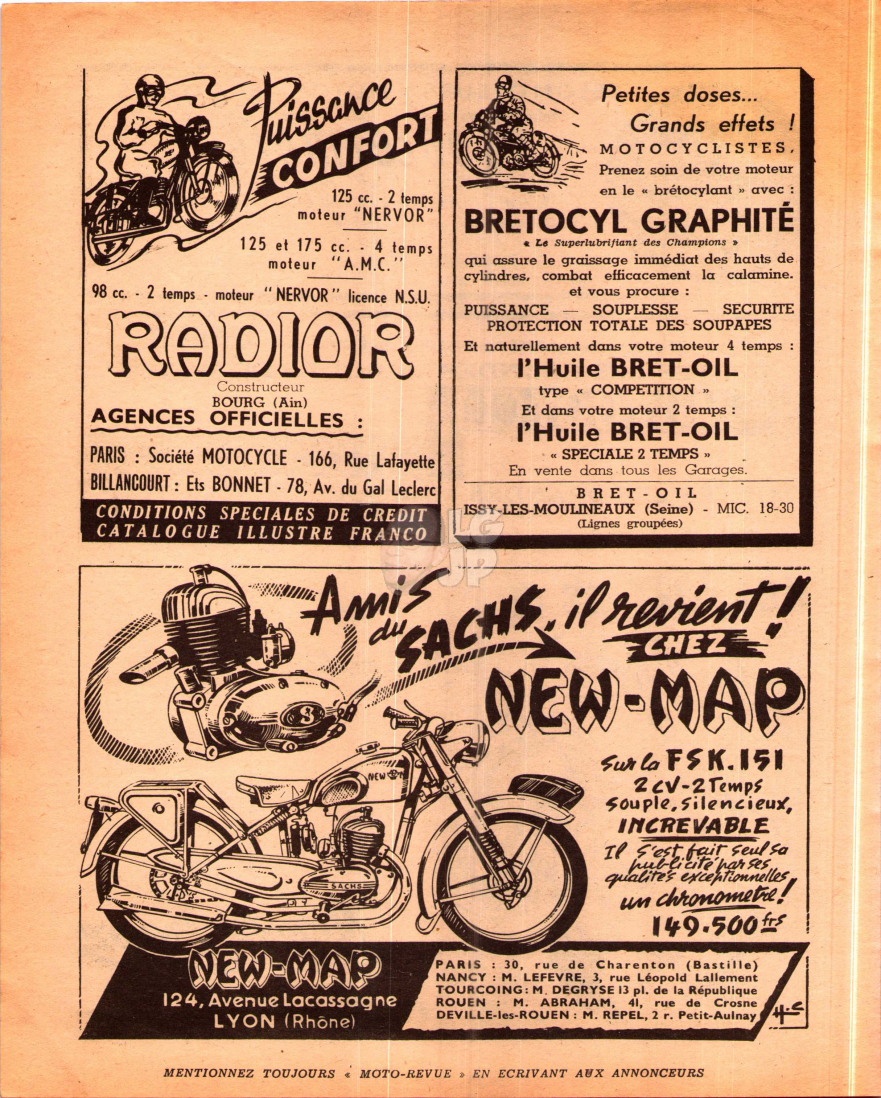 Puissance
CONFORT
125 cc. - 2 temps
moteur "NERVOR"
125 et 175 cc. - 4 temps
moteur "A.M.C."
98 cc. - 2 temps - moteur "NERVOR" licence N.S.U.
RADIOR
Constructeur
BOURG (Ain)
AGENCES OFFICIELLES :
PARIS : Société MOTOCYCLE - 166, Rue Lafayette
BILLANCOURT : Ets BONNET - 78, Av. du Gal Leclerc
CONDITIONS SPECIALES DE CREDIT
CATALOGUE ILLUSTRE FRANCO
Petites doses...
Grands effets !
MOTOCYCLISTES,
Prenez soin de votre moteur
en le « brétocylant » avec :
BRETOCYL GRAPHITÉ
« Le Superlubrifiant des Champions »
qui assure le graissage immédiat des hauts de
cylindres, combat efficacement la calamine.
et vous procure :
PUISSANCE — SOUPLESSE — SECURITE
PROTECTION TOTALE DES SOUPAPES
Et naturellement dans votre moteur 4 temps :
l'Huile BRET-OIL
type « COMPETITION »
Et dans votre moteur 2 temps :
l'Huile BRET-OIL
« SPECIALE 2 TEMPS »
En vente dans tous les Garages.
BRET-OIL
ISSY-LES-MOULINEAUX (Seine) - MIC. 18-30
(Lignes groupées)
LG
JP
Amis
du SACHS, il revient !
CHEZ
NEW-MAP
S
NEW MAP
SACHS
Sur la FSK.151
2 cV-2 Temps
Souple, silencieux,
INCREVABLE
Il s'est fait seul sa
publicité par ses
qualités exceptionnelles
un chronometre !
149.500 frs
NEW-MAP
124, Avenue Lacassagne
LYON (Rhône)
PARIS : 30, rue de Charenton (Bastille)
NANCY : M. LEFEVRE, 3, rue Léopold Lallement
TOURCOING : M. DEGRYSE 13 pl. de la République
ROUEN : M. ABRAHAM, 41, rue de Crosne
DEVILLE-les-ROUEN : M. REPEL, 2 r. Petit-Aulnay
MENTIONNEZ TOUJOURS « MOTO-REVUE » EN ECRIVANT AUX ANNONCEURS